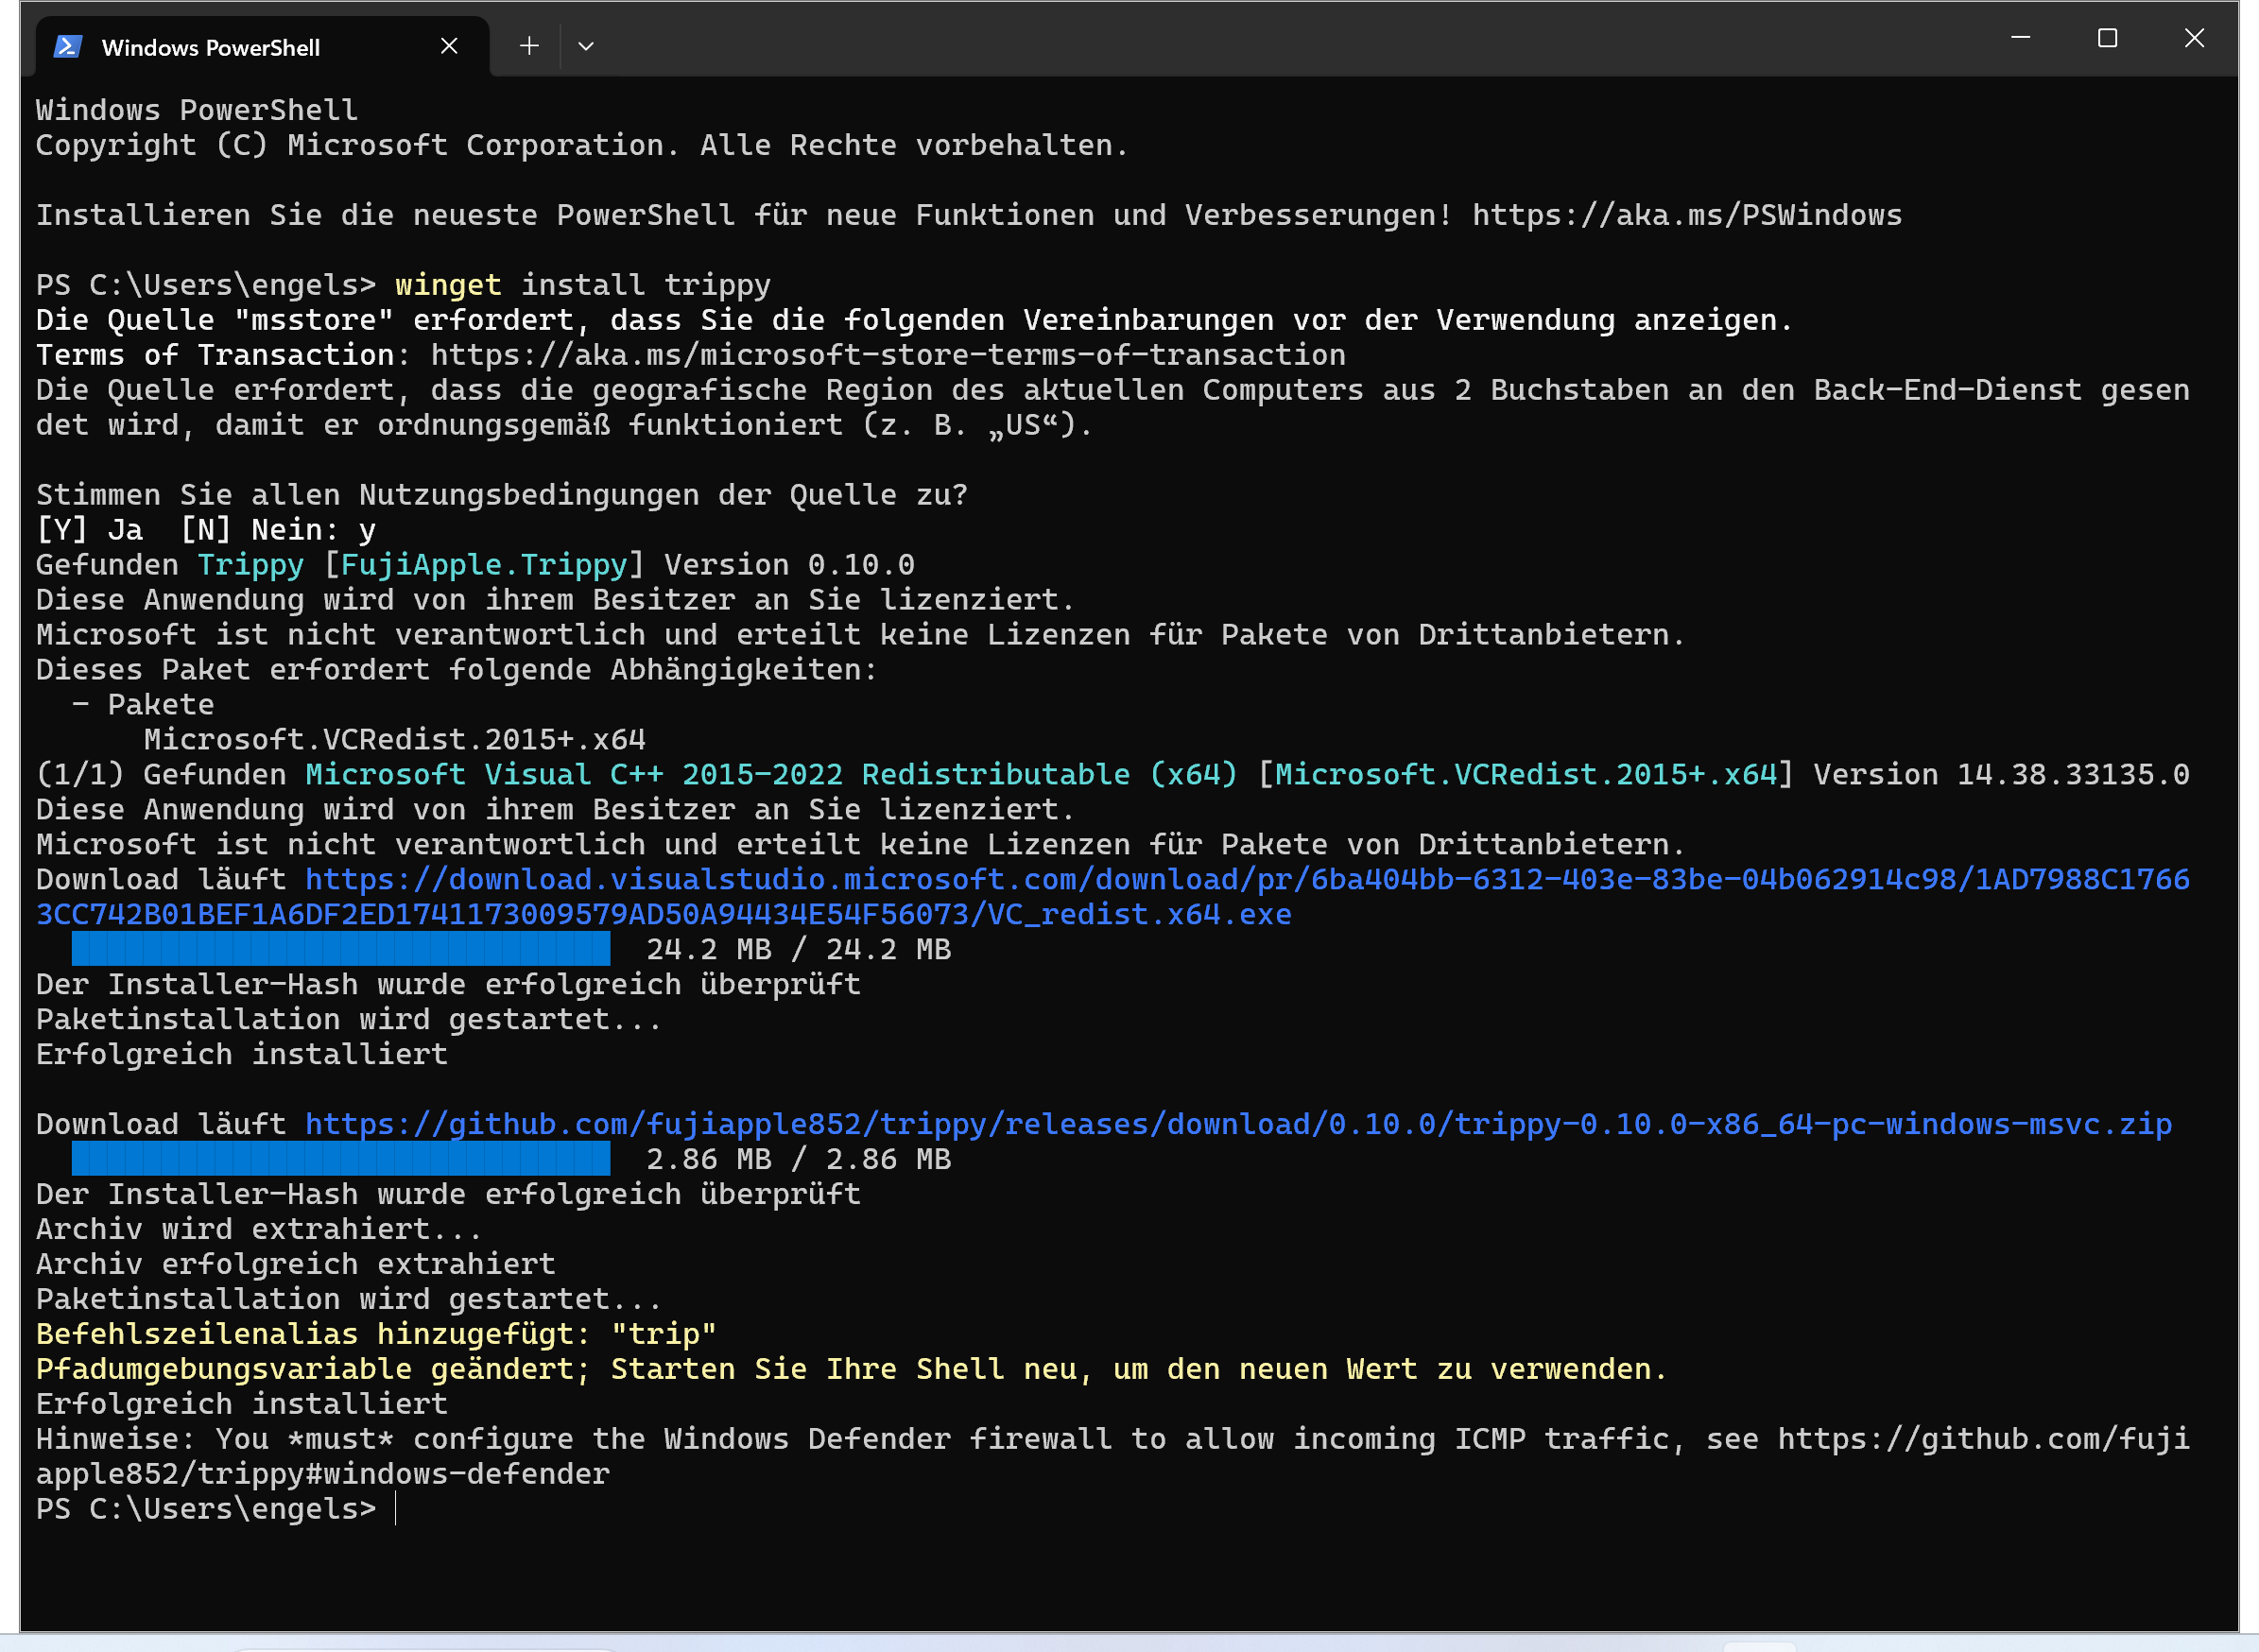 Windows PowerShell
Windows PowerShell
Copyright (C) Microsoft Corporation. Alle Rechte vorbehalten.
Installieren Sie die neueste PowerShell für neue Funktionen und Verbesserungen! https://aka.ms/PSWindows
PS C:\Users\engels> winget install trippy
Die Quelle "msstore" erfordert, dass Sie die folgenden Vereinbarungen vor der Verwendung anzeigen.
Terms of Transaction: https://aka.ms/microsoft-store-terms-of-transaction
Die Quelle erfordert, dass die geografische Region des aktuellen Computers aus 2 Buchstaben an den Back-End-Dienst gesen
det wird, damit er ordnungsgemäß funktioniert (z. B. „US“).
Stimmen Sie allen Nutzungsbedingungen der Quelle zu?
[Y] Ja  [N] Nein: y
Gefunden Trippy [FujiApple.Trippy] Version 0.10.0
Diese Anwendung wird von ihrem Besitzer an Sie lizenziert.
Microsoft ist nicht verantwortlich und erteilt keine Lizenzen für Pakete von Drittanbietern.
Dieses Paket erfordert folgende Abhängigkeiten:
  - Pakete
      Microsoft.VCRedist.2015+.x64
(1/1) Gefunden Microsoft Visual C++ 2015-2022 Redistributable (x64) [Microsoft.VCRedist.2015+.x64] Version 14.38.33135.0
Diese Anwendung wird von ihrem Besitzer an Sie lizenziert.
Microsoft ist nicht verantwortlich und erteilt keine Lizenzen für Pakete von Drittanbietern.
Download läuft https://download.visualstudio.microsoft.com/download/pr/6ba404bb-6312-403e-83be-04b062914c98/1AD7988C1766
3CC742B01BEF1A6DF2ED1741173009579AD50A94434E54F56073/VC_redist.x64.exe
24.2 MB / 24.2 MB
Der Installer-Hash wurde erfolgreich überprüft
Paketinstallation wird gestartet...
Erfolgreich installiert
Download läuft https://github.com/fujiapple852/trippy/releases/download/0.10.0/trippy-0.10.0-x86_64-pc-windows-msvc.zip
2.86 MB / 2.86 MB
Der Installer-Hash wurde erfolgreich überprüft
Archiv wird extrahiert...
Archiv erfolgreich extrahiert
Paketinstallation wird gestartet...
Befehlszeilenalias hinzugefügt: "trip"
Pfadumgebungsvariable geändert; Starten Sie Ihre Shell neu, um den neuen Wert zu verwenden.
Erfolgreich installiert
Hinweise: You *must* configure the Windows Defender firewall to allow incoming ICMP traffic, see https://github.com/fuji
apple852/trippy#windows-defender
PS C:\Users\engels>